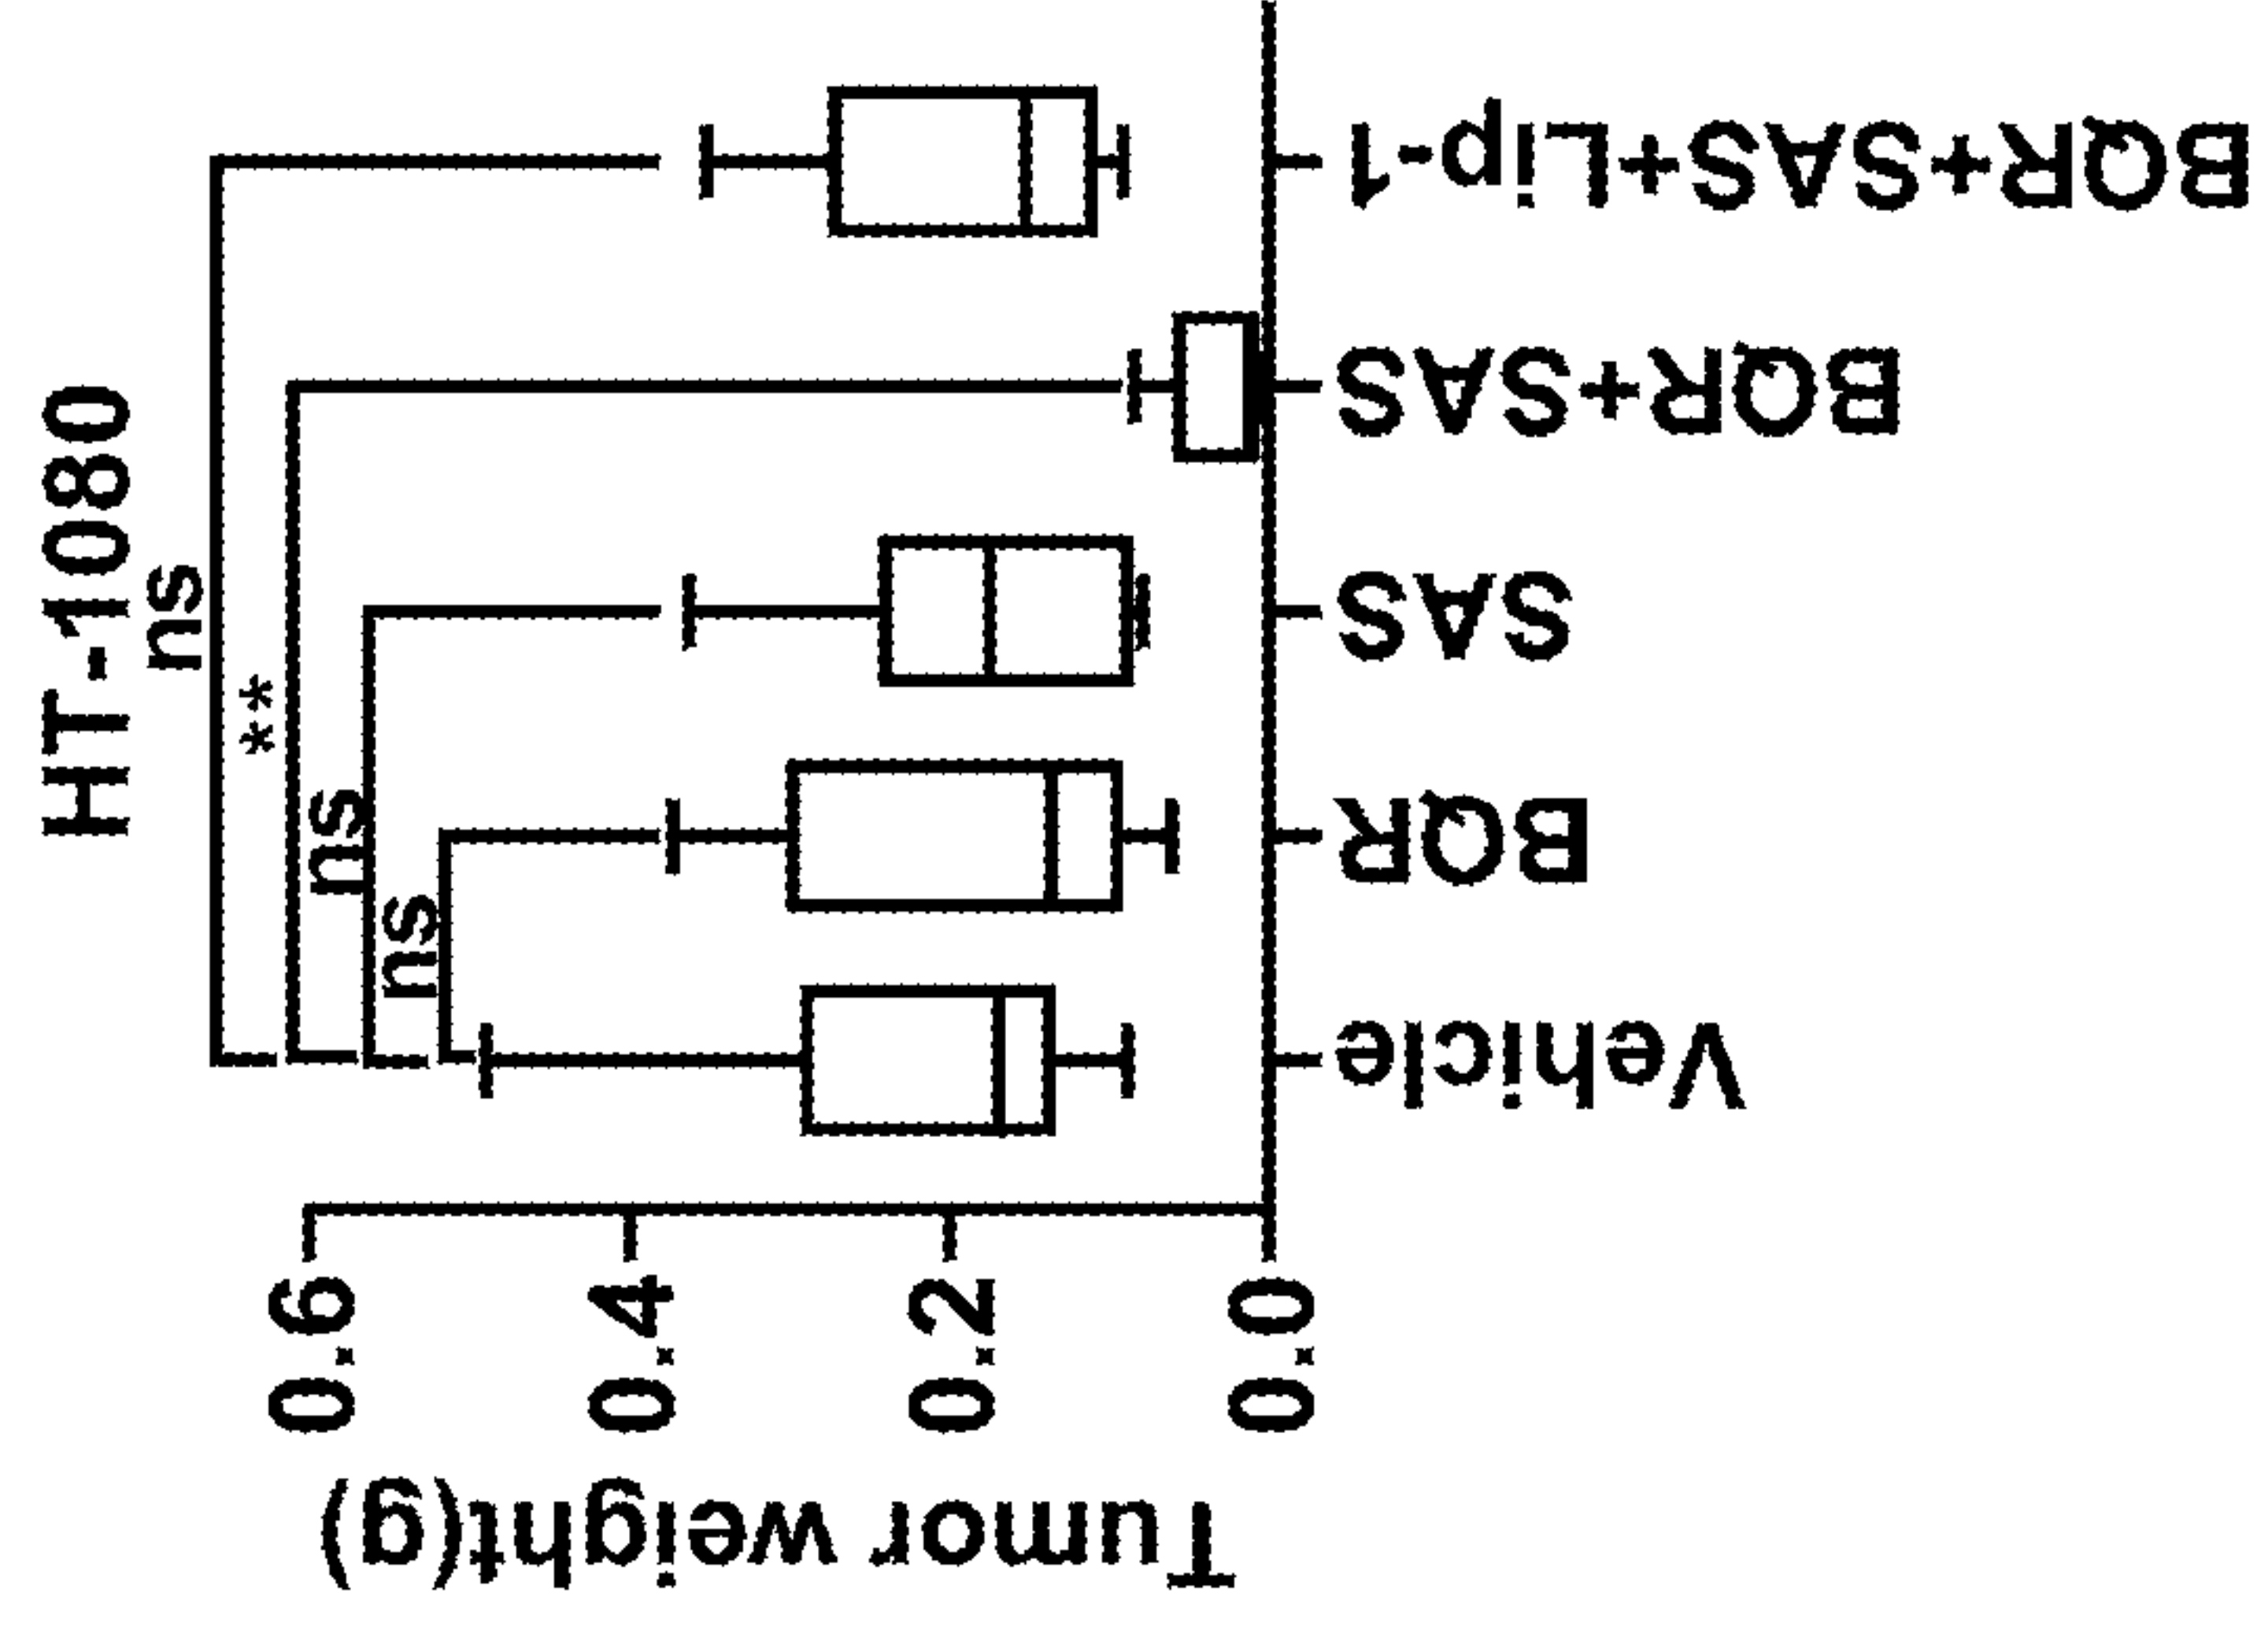 HT-1080
ns
**
ns
ns
Tumor weight(g)
0.6
0.4
0.2
0.0
Vehicle
BQR
SAS
BQR+SAS
BQR+SAS+Lip-1